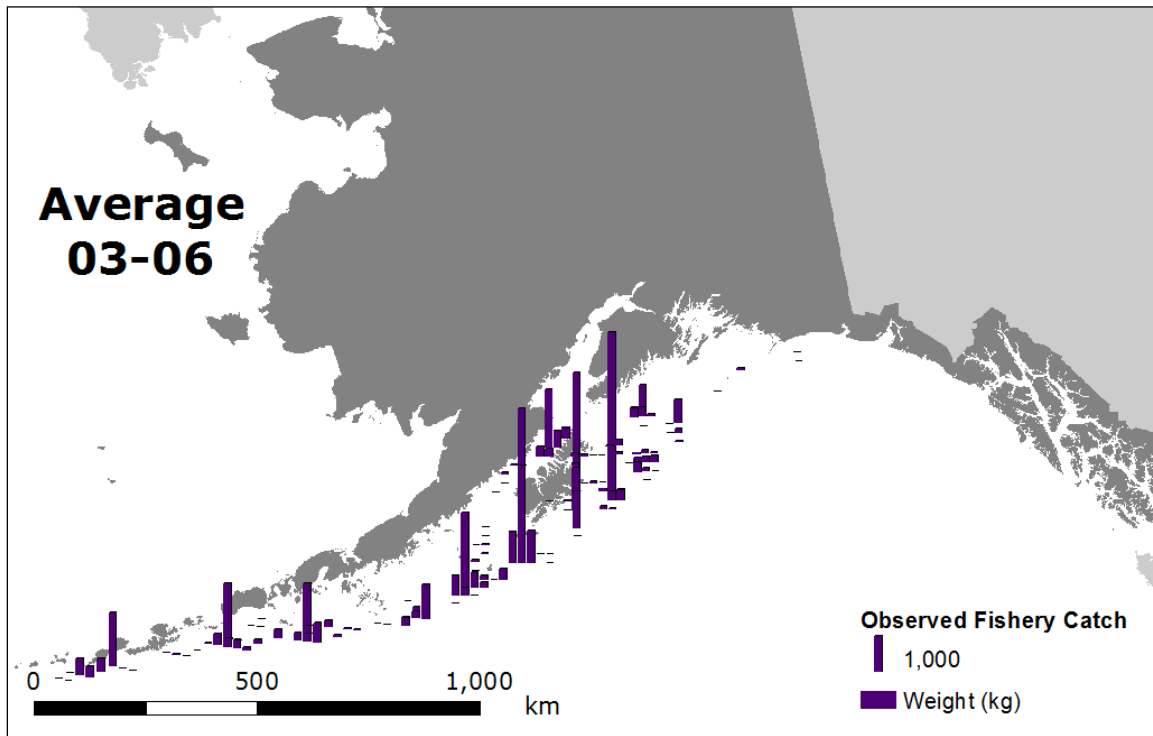 Average
03-06
Observed Fishery Catch
1,000
Weight (kg)
0 500 1,000
km